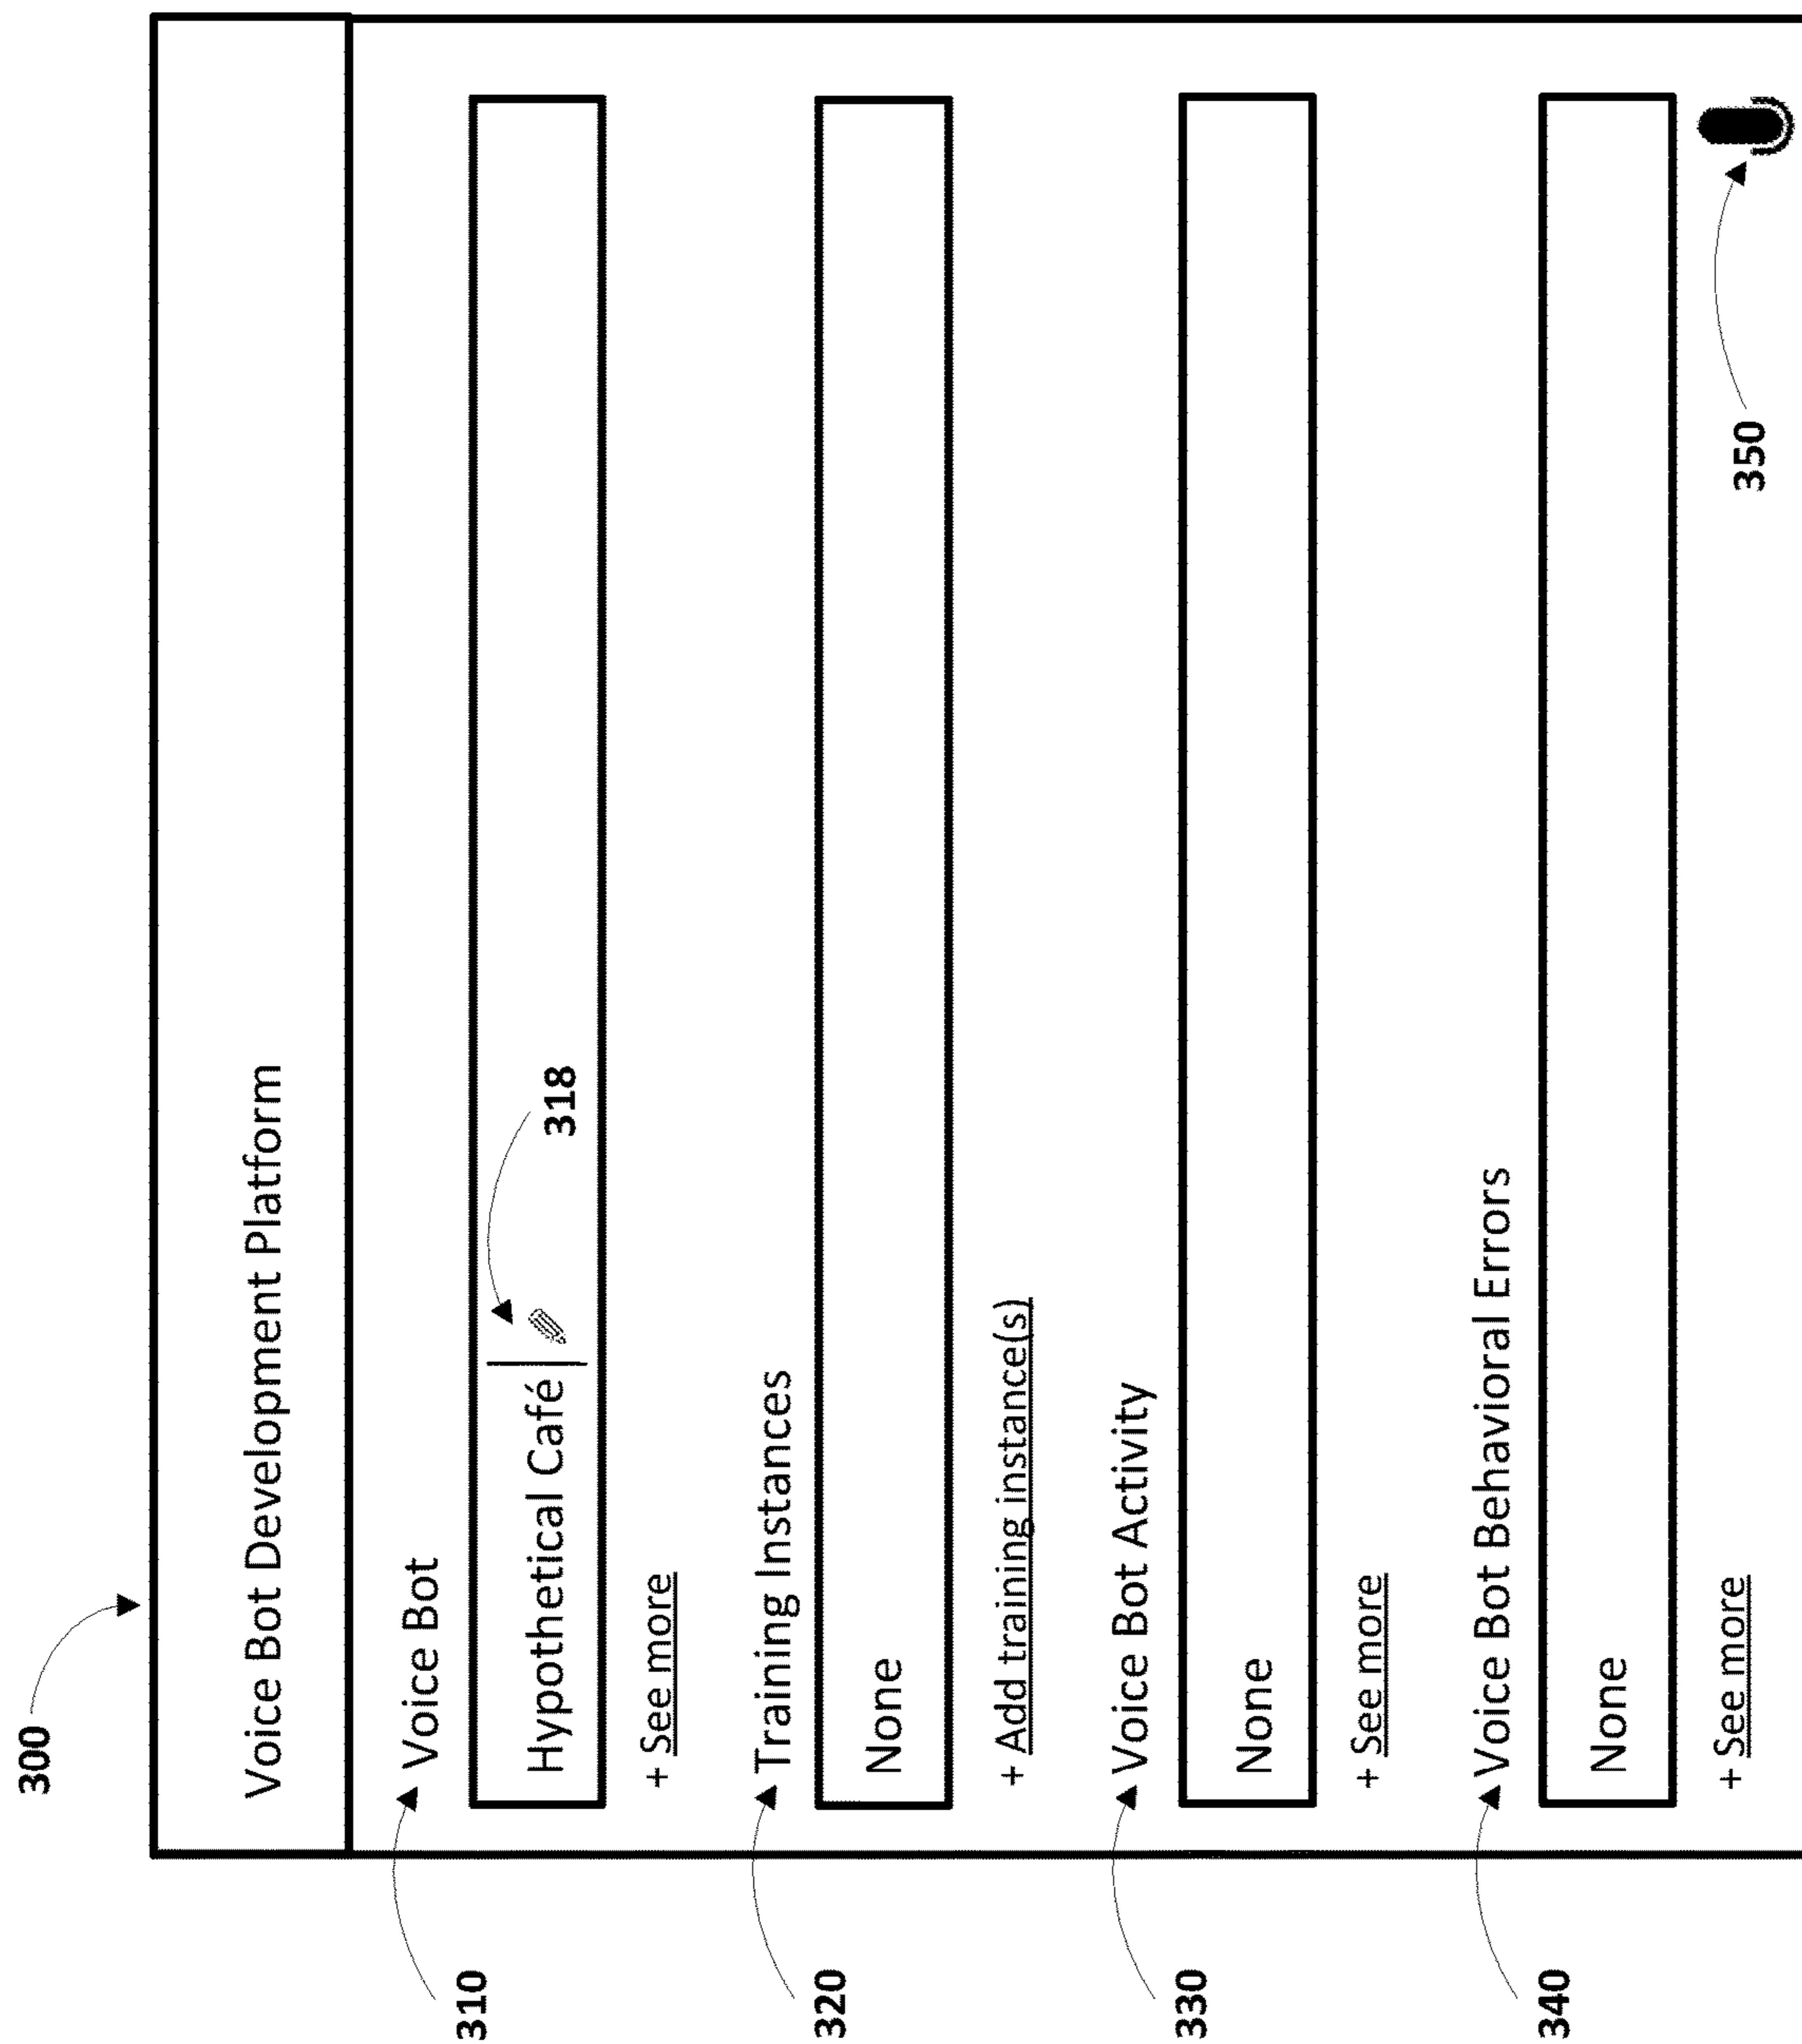 300
Voice Bot Development Platform
310
Voice Bot
Hypothetical Café
318
+ See more
320
Training Instances
None
+ Add training instance(s)
330
Voice Bot Activity
None
+ See more
340
Voice Bot Behavioral Errors
None
+ See more
350